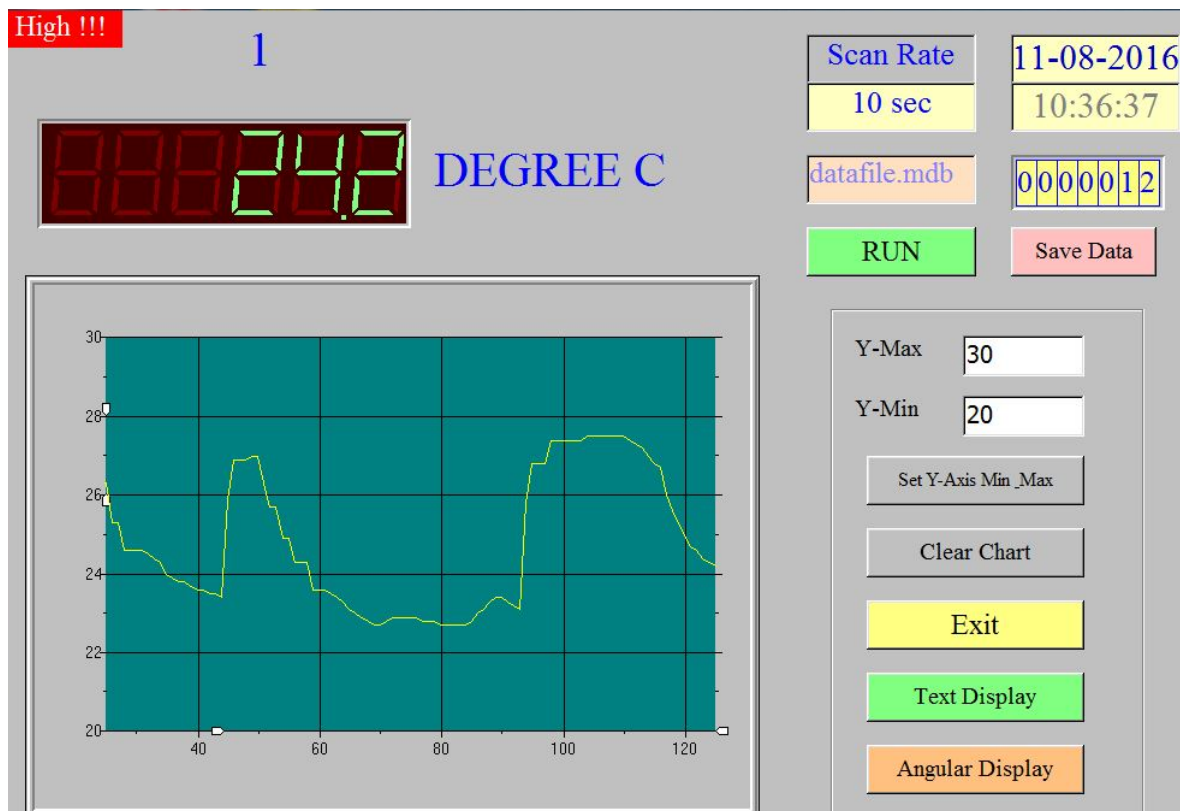 High !!!
1
Scan Rate
11-08-2016
10 sec
10:36:37
24.2
DEGREE C
datafile.mdb
0000012
RUN
Save Data
30
28
26
24
22
20
40
60
80
100
120
Y-Max
30
Y-Min
20
Set Y-Axis Min _Max
Clear Chart
Exit
Text Display
Angular Display